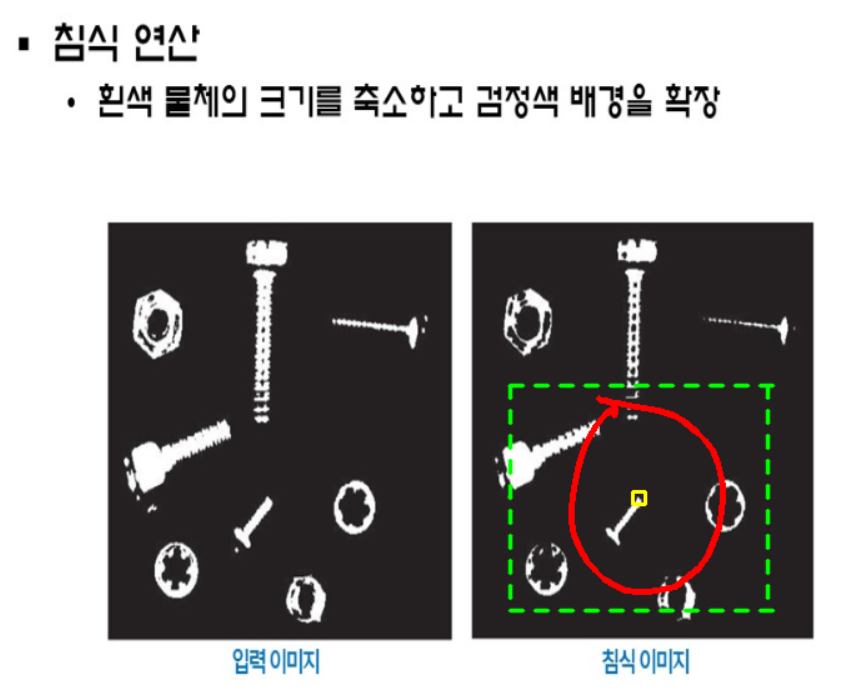 ▪ 침식 연산
• 흰색 물체의 크기를 축소하고 검정색 배경을 확장
입력 이미지
침식 이미지